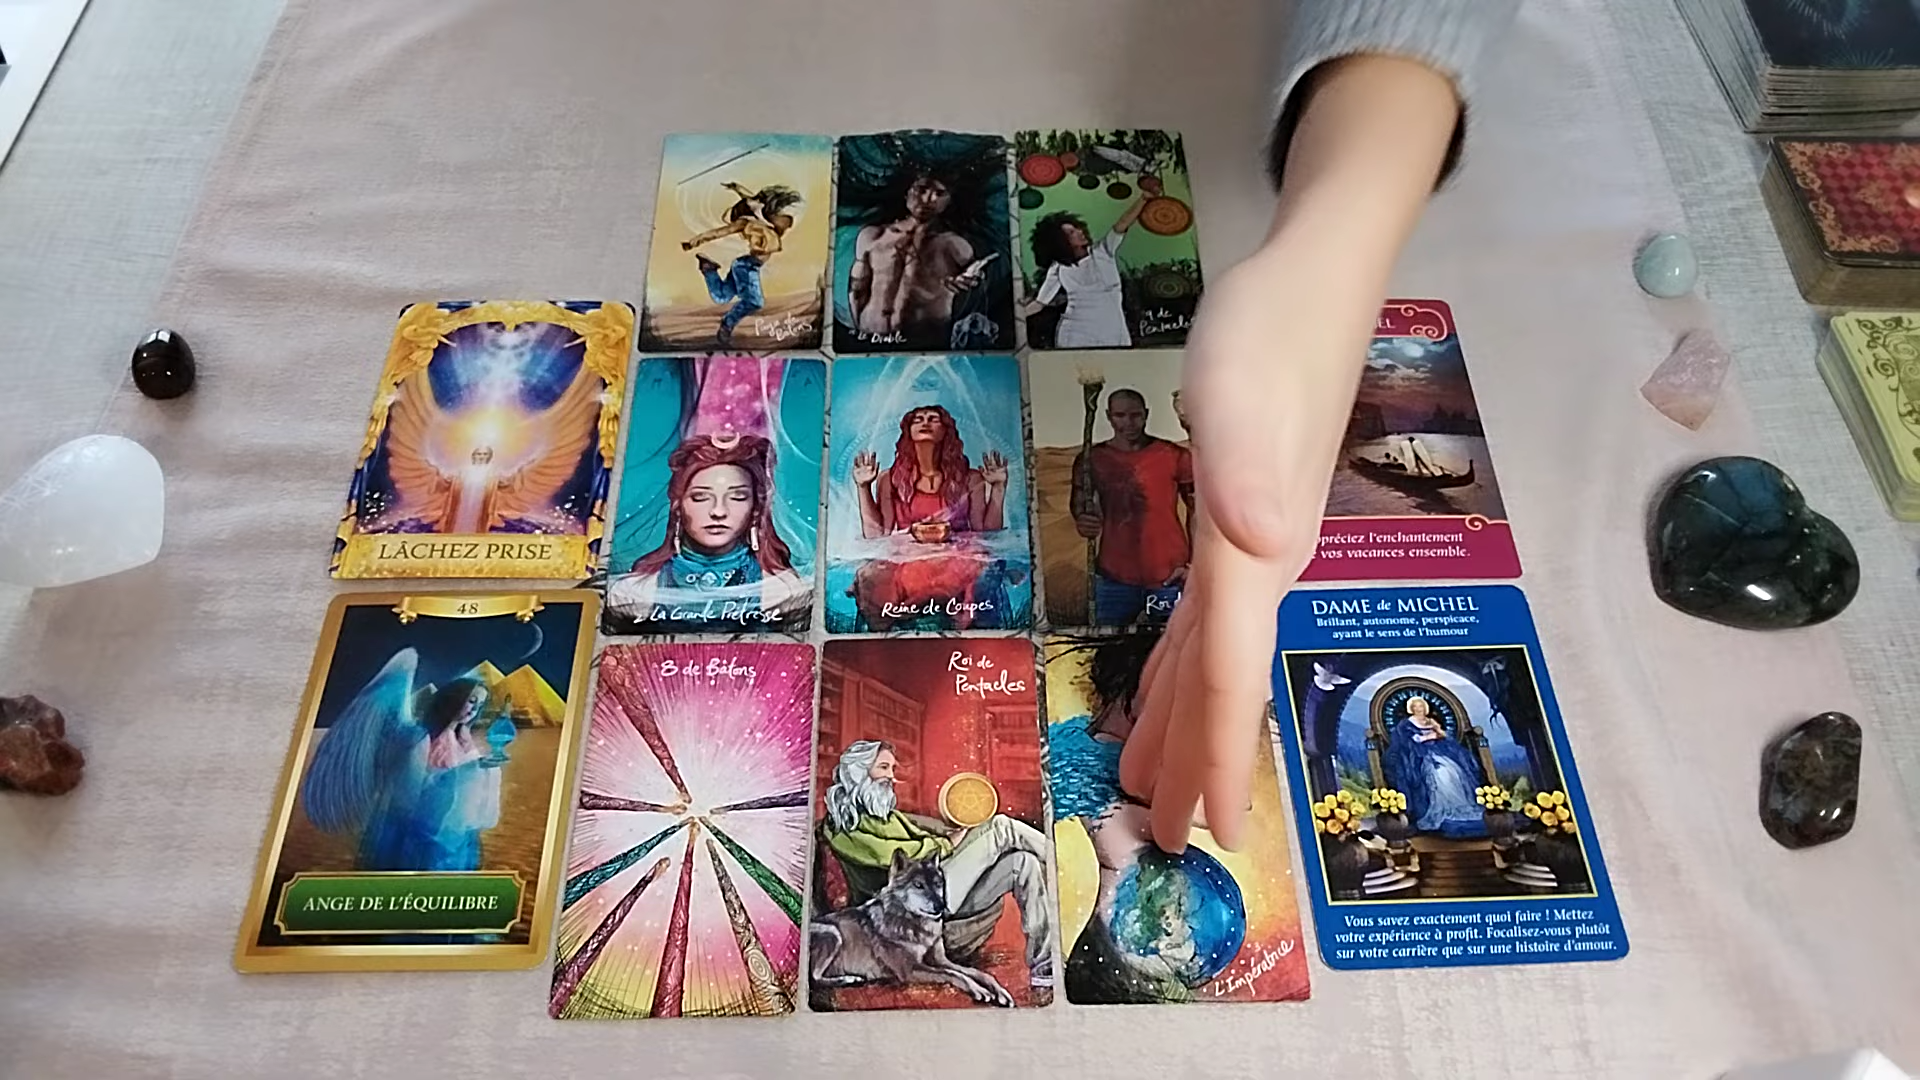 Page de
Bâtons
Le Diable
9 de
Pentacles
LÂCHEZ PRISE
2 La Grande Prêtresse
Reine de Coupes
Roi
l'enchantement
vos vacances ensemble.
48
ANGE DE L'ÉQUILIBRE
8 de Bâtons
Roi de
Pentacles
3
L'Impératrice
DAME de MICHEL
Brillant, autonome, perspicace,
ayant le sens de l'humour
Vous savez exactement quoi faire ! Mettez
votre expérience à profit. Focalisez-vous plutôt
sur votre carrière que sur une histoire d'amour.